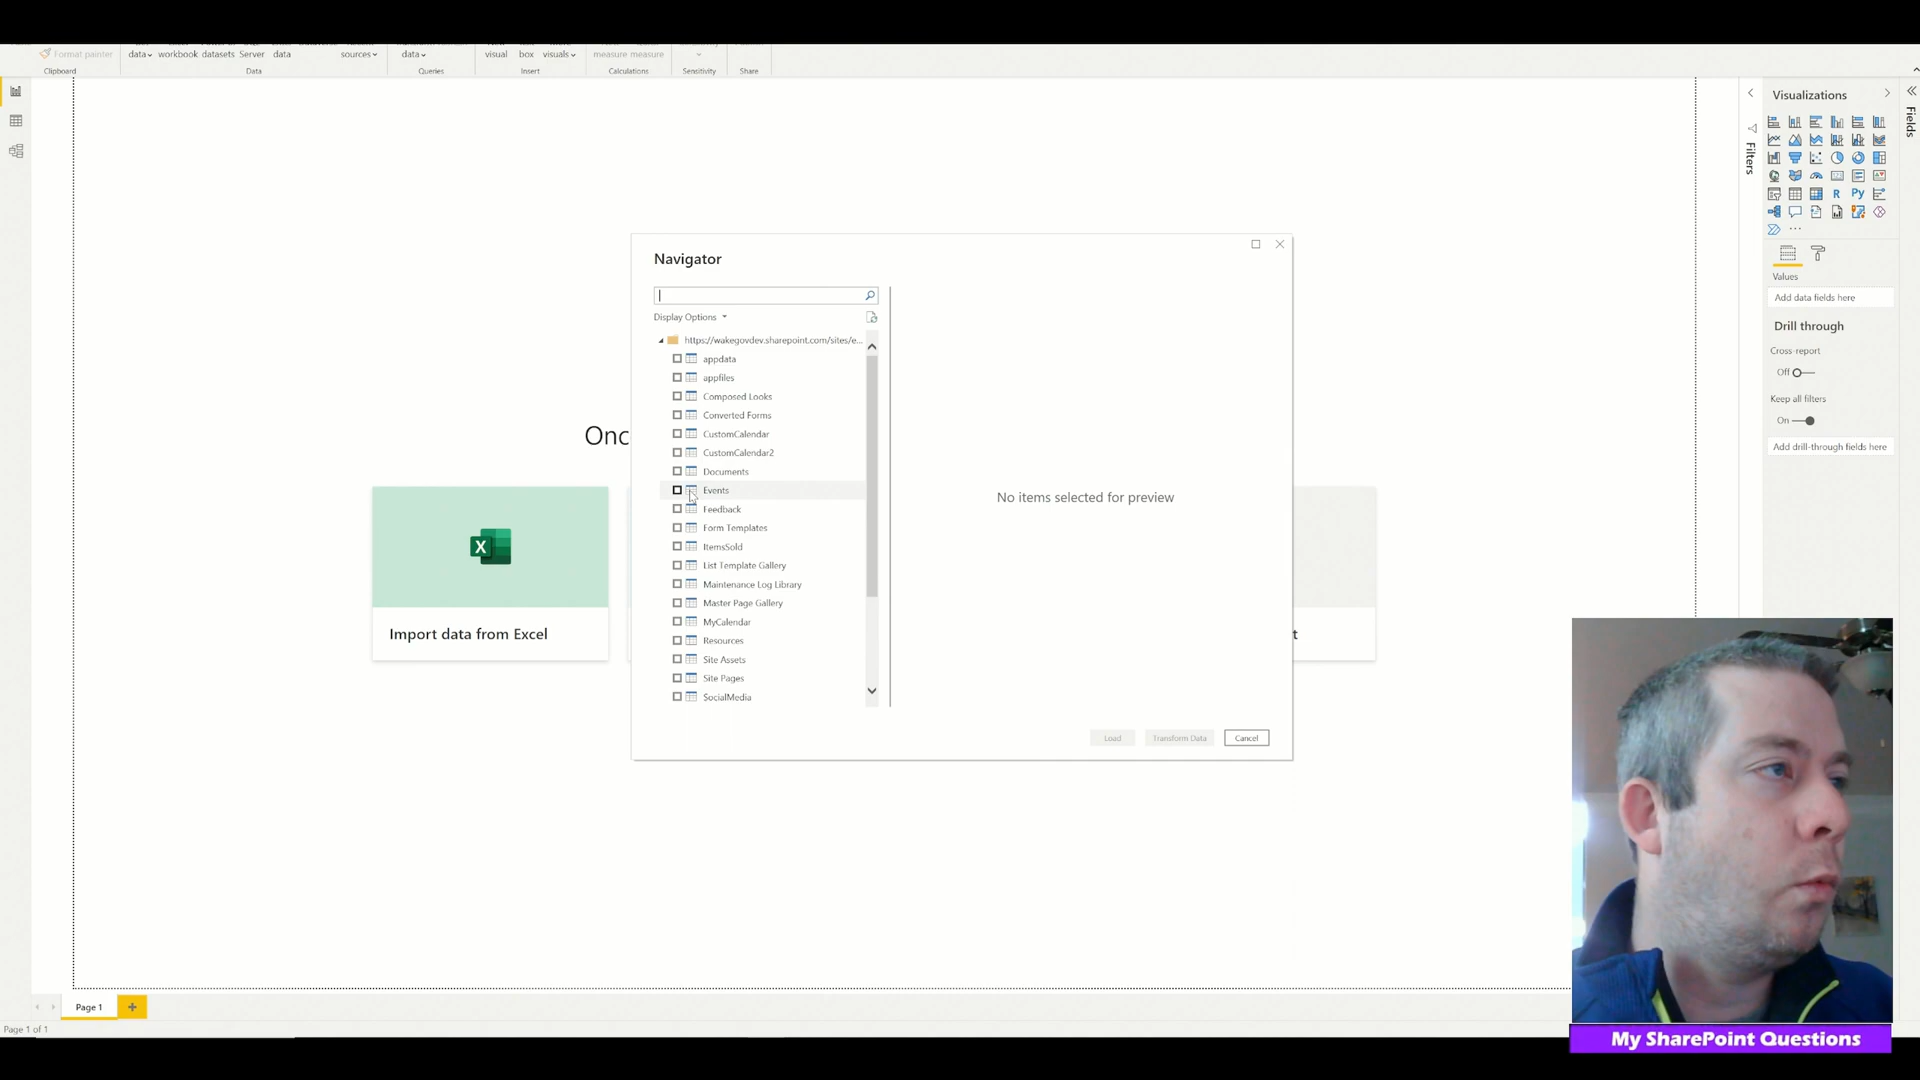 Format painter
data workbook datasets Server data sources
data
visual box visuals
measure measure
Clipboard Data Queries Insert Calculations Sensitivity Share
Visualizations
Filters
Fields
R Py
Values
Add data fields here
Drill through
Cross-report
Off
Keep all filters
On
Add drill-through fields here
Onc
X
Import data from Excel
t
Navigator
Display Options
https://wakegovdev.sharepoint.com/sites/e...
appdata
appfiles
Composed Looks
Converted Forms
CustomCalendar
CustomCalendar2
Documents
Events
Feedback
Form Templates
ItemsSold
List Template Gallery
Maintenance Log Library
Master Page Gallery
MyCalendar
Resources
Site Assets
Site Pages
SocialMedia
No items selected for preview
Load Transform Data Cancel
Page 1
Page 1 of 1
My SharePoint Questions